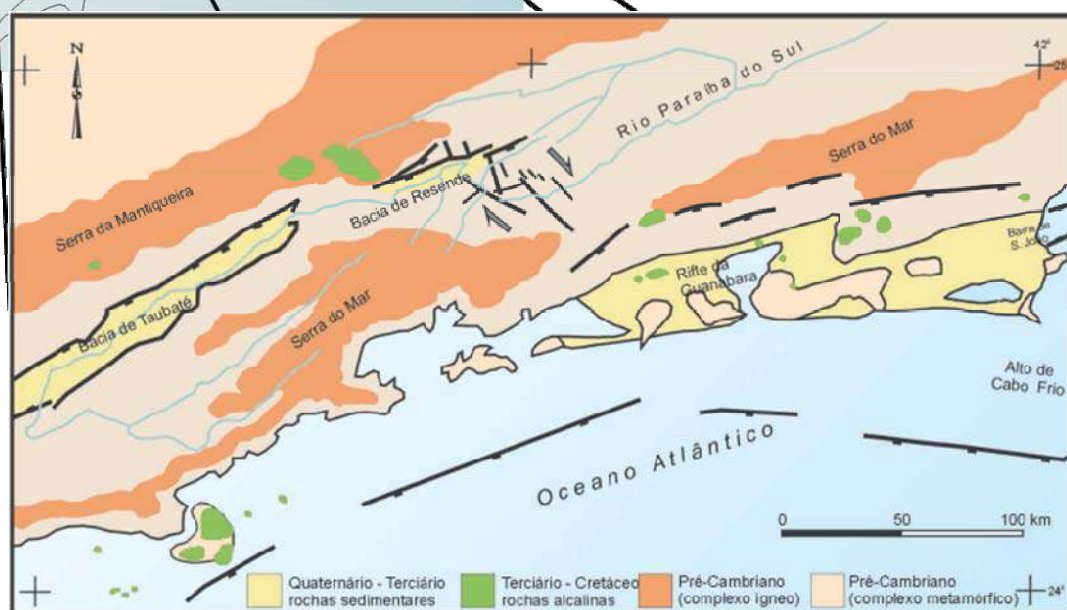 N
42°
25°
Rio Paraíba do Sul
Serra do Mar
Serra da Mantiqueira
Bacia de Resende
Rifte da
Guanabara
S. João
Bacia de Taubaté
Serra do Mar
Alto de
Cabo Frio
Oceano Atlântico
0 50 100 km
Quaternário - Terciário
rochas sedimentares
Terciário - Cretáceo
rochas alcalinas
Pré-Cambriano
(complexo ígneo)
Pré-Cambriano
(complexo metamórfico)
24°